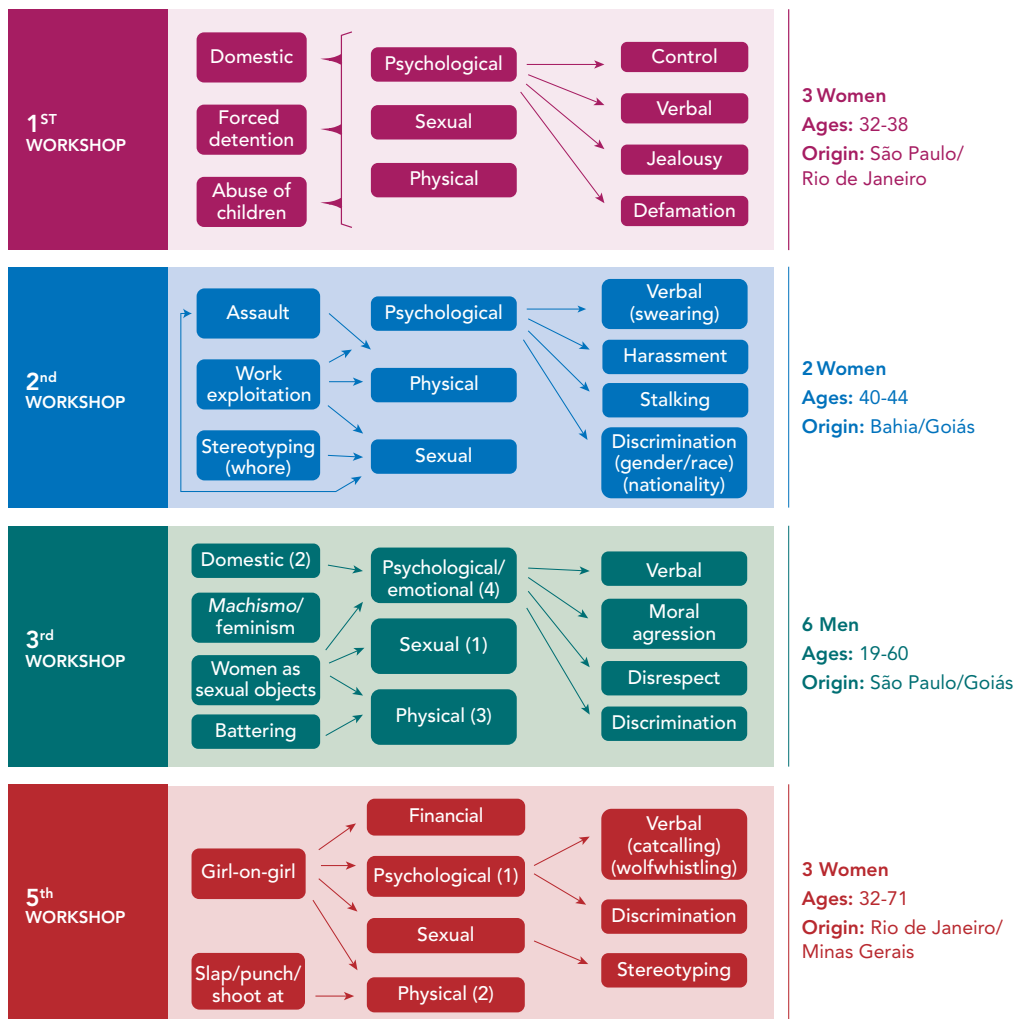 1ST
WORKSHOP
Domestic
Forced
detention
Abuse of
children
Psychological
Sexual
Physical
Control
Verbal
Jealousy
Defamation
3 Women
Ages: 32-38
Origin: São Paulo/
Rio de Janeiro
2nd
WORKSHOP
Assault
Work
exploitation
Stereotyping
(whore)
Psychological
Physical
Sexual
Verbal
(swearing)
Harassment
Stalking
Discrimination
(gender/race)
(nationality)
2 Women
Ages: 40-44
Origin: Bahia/Goiás
3rd
WORKSHOP
Domestic (2)
Machismo/
feminism
Women as
sexual objects
Battering
Psychological/
emotional (4)
Sexual (1)
Physical (3)
Verbal
Moral
agression
Disrespect
Discrimination
6 Men
Ages: 19-60
Origin: São Paulo/Goiás
5th
WORKSHOP
Girl-on-girl
Slap/punch/
shoot at
Financial
Psychological (1)
Sexual
Physical (2)
Verbal
(catcalling)
(wolfwhistling)
Discrimination
Stereotyping
3 Women
Ages: 32-71
Origin: Rio de Janeiro/
Minas Gerais